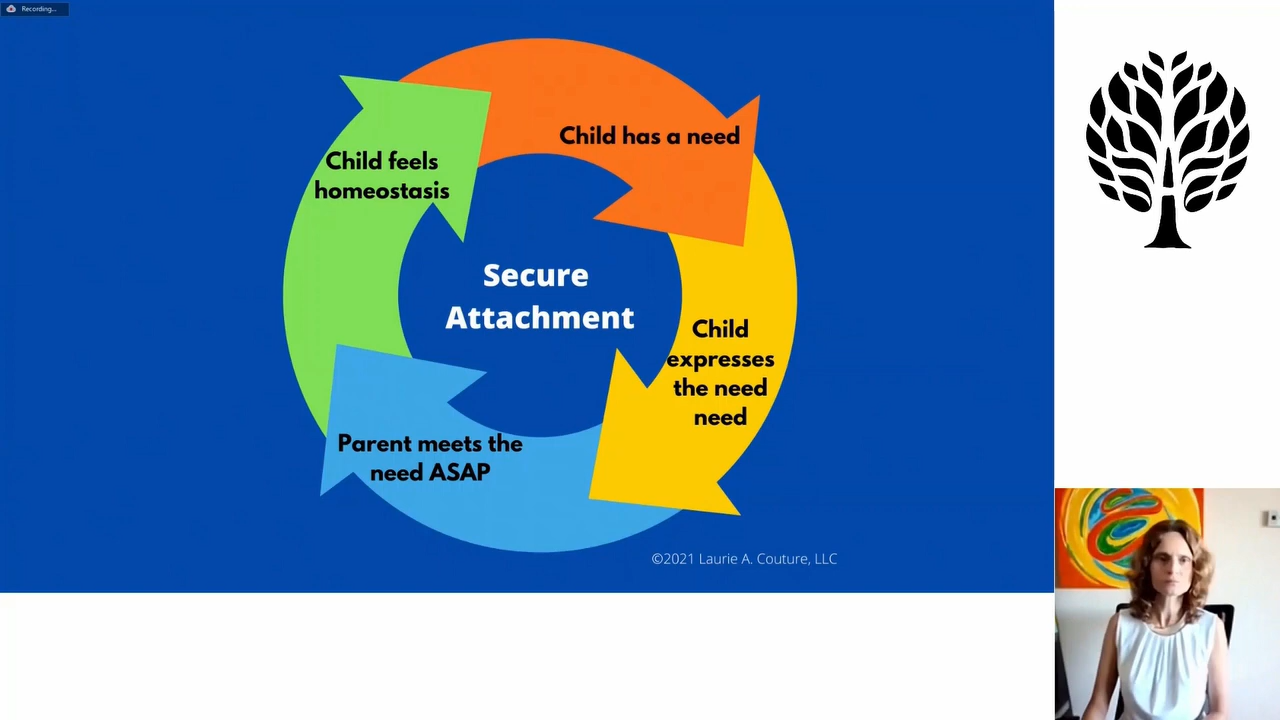 Recording...
Child has a need
Child feels
homeostasis
Secure
Attachment
Child
expresses
the need
need
Parent meets the
need ASAP
©2021 Laurie A. Couture, LLC